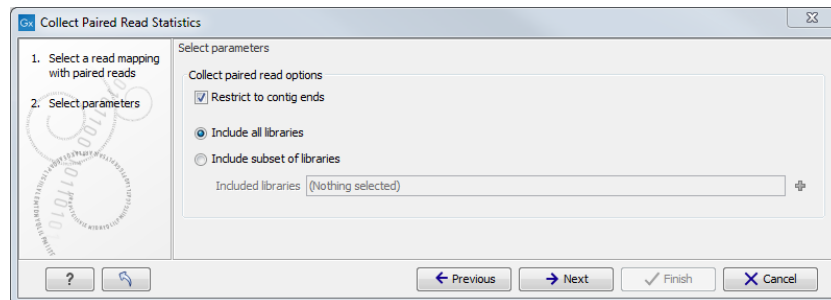 Gx Collect Paired Read Statistics
1. Select a read mapping
with paired reads
2. Select parameters
Select parameters
Collect paired read options
Restrict to contig ends
Include all libraries
Include subset of libraries
Included libraries (Nothing selected)
? Previous Next Finish Cancel